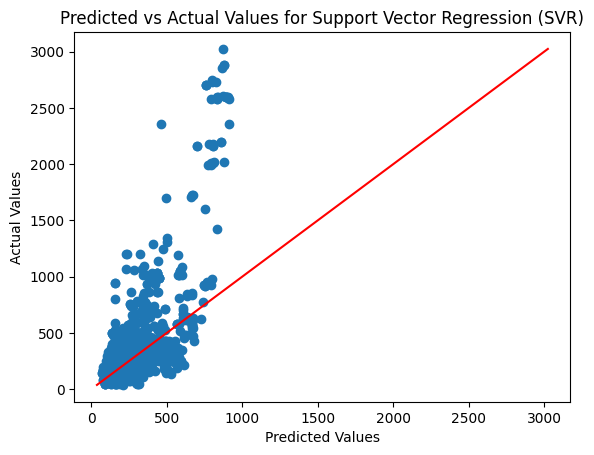 Predicted vs Actual Values for Support Vector Regression (SVR)
3000
2500
2000
1500
1000
500
0
Actual Values
0 500 1000 1500 2000 2500 3000
Predicted Values